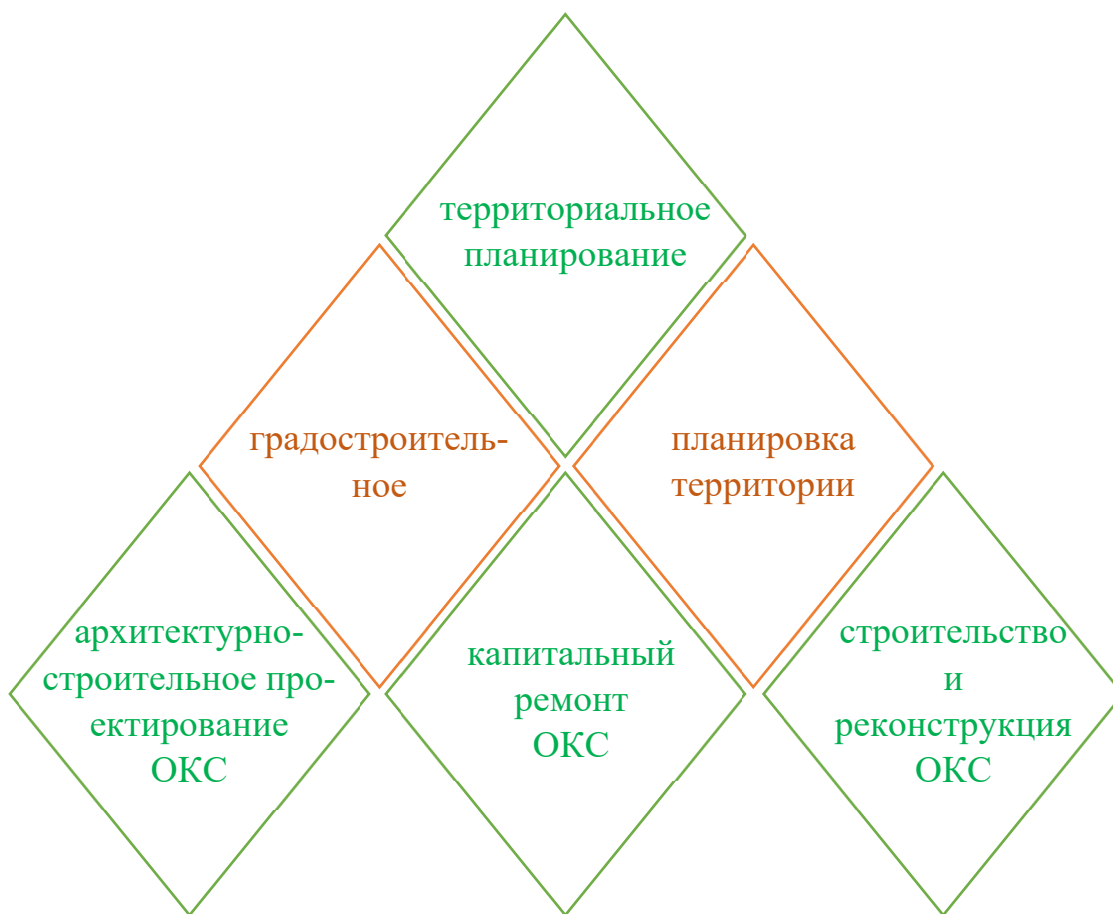 территориальное
планирование
градостроитель-
ное
планировка
территории
архитектурно-
строительное про-
ектирование
ОКС
капитальный
ремонт
ОКС
строительство
и
реконструкция
ОКС